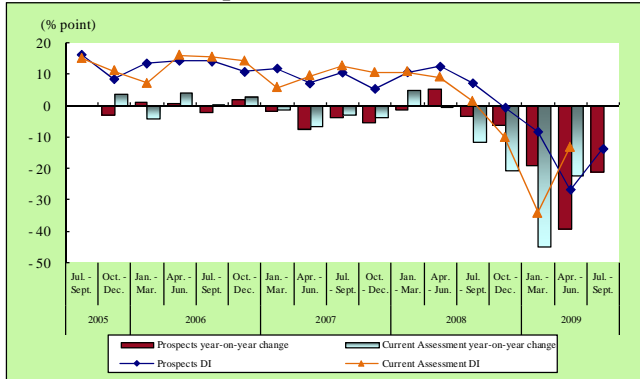 (% point)
20
10
0
- 10
- 20
- 30
- 40
- 50
Jul. - Sept.
Oct. - Dec.
Jan. - Mar.
Apr. - Jun.
Jul. - Sept.
Oct. - Dec.
Jan. - Mar.
Apr. - Jun.
Jul. - Sept.
Oct. - Dec.
Jan. - Mar.
Apr. - Jun.
Jul. - Sept.
Oct. - Dec.
Jan. - Mar.
Apr. - Jun.
Jul. - Sept.
2005 2006 2007 2008 2009
Prospects year-on-year change Current Assessment year-on-year change
Prospects DI Current Assessment DI